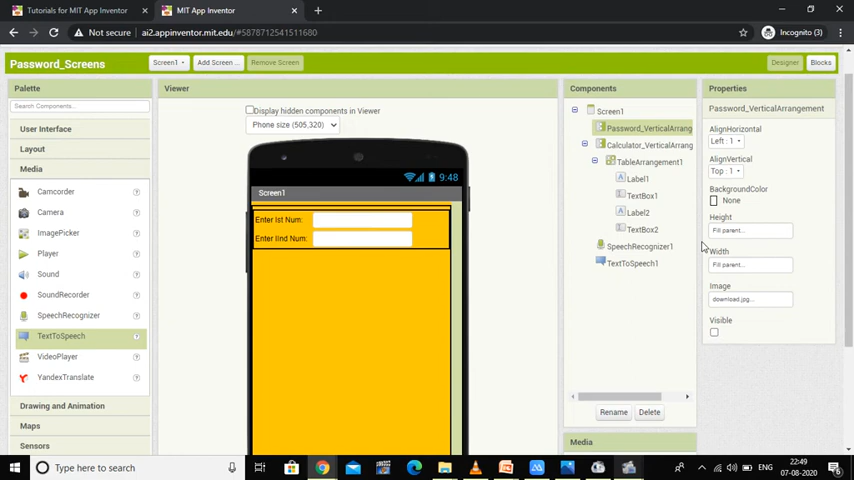 Tutorials for MIT App Inventor
MIT App Inventor
Not secure
ai2.appinventor.mit.edu/#5878712541511680
Incognito (3)
Password_Screens
Screen1
Add Screen ...
Remove Screen
Designer
Blocks
Palette
Search Components...
User Interface
Layout
Media
Camcorder
Camera
ImagePicker
Player
Sound
SoundRecorder
SpeechRecognizer
TextToSpeech
VideoPlayer
YandexTranslate
Drawing and Animation
Maps
Sensors
Viewer
Display hidden components in Viewer
Phone size (505,320)
9:48
Screen1
Enter Ist Num:
Enter IInd Num:
Components
Screen1
Password_VerticalArrang
Calculator_VerticalArrang
TableArrangement1
Label1
TextBox1
Label2
TextBox2
SpeechRecognizer1
TextToSpeech1
Rename
Delete
Media
Properties
Password_VerticalArrangement
AlignHorizontal
Left : 1
AlignVertical
Top : 1
BackgroundColor
None
Height
Fill parent...
Width
Fill parent...
Image
download.jpg...
Visible
Type here to search
ENG
22:49
07-08-2020